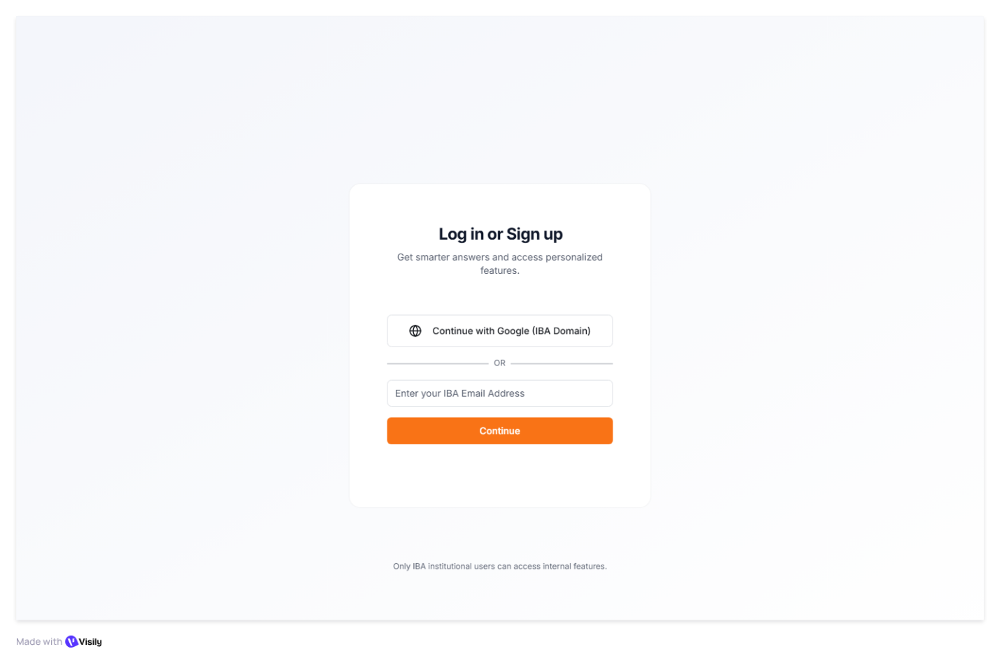 Log in or Sign up
Get smarter answers and access personalized
features.
Continue with Google (IBA Domain)
OR
Enter your IBA Email Address
Continue
Only IBA institutional users can access internal features.
Made with Visily